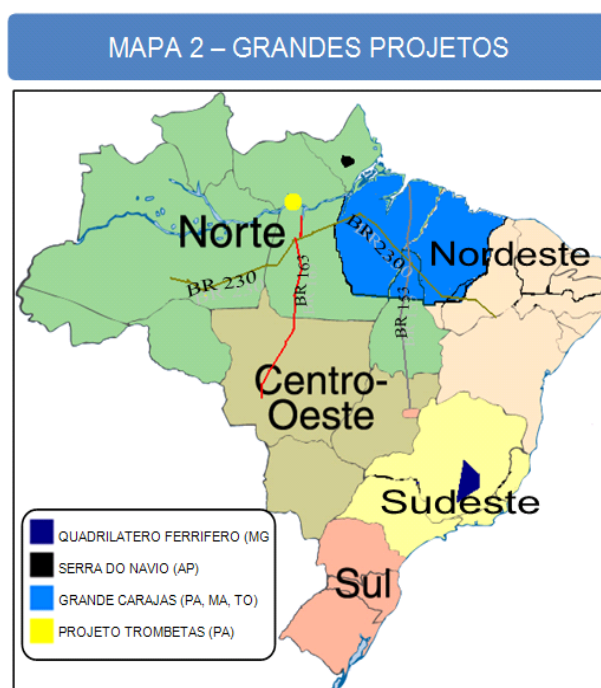 MAPA 2 – GRANDES PROJETOS
Norte
Nordeste
BR 230
BR 230
BR 163
BR 153
Centro-
Oeste
Sudeste
Sul
QUADRILATERO FERRIFERO (MG
SERRA DO NAVIO (AP)
GRANDE CARAJAS (PA, MA, TO)
PROJETO TROMBETAS (PA)